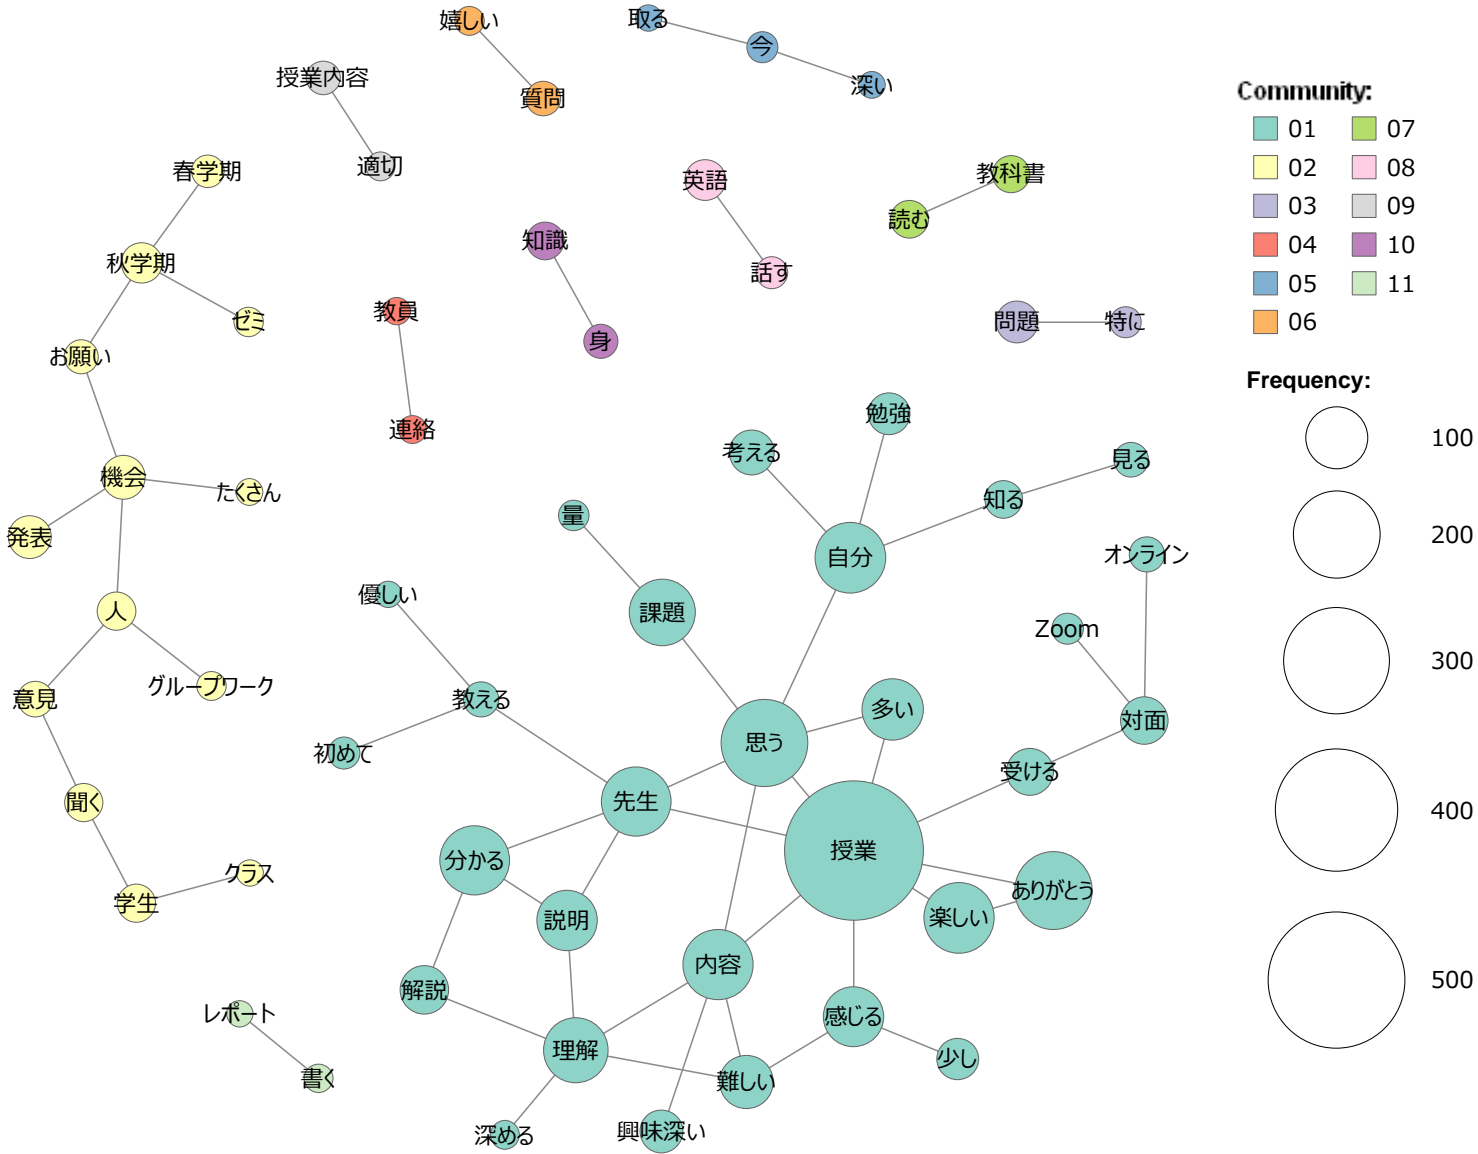 嬉しい
取る
今
深い
授業内容
質問
適切
春学期
英語
教科書
読む
知識
秋学期
話す
教員
ゼミ
問題
特に
身
お願い
連絡
勉強
考える
見る
機会
たくさん
知る
量
発表
自分
オンライン
優しい
課題
人
Zoom
意見
グループワーク
教える
多い
対面
思う
初めて
受ける
聞く
先生
授業
分かる
クラス
ありがとう
学生
説明
楽しい
内容
解説
レポート
感じる
理解
少し
書く
難しい
深める
興味深い
Community:
01
07
02
08
03
09
04
10
05
11
06
Frequency:
100
200
300
400
500